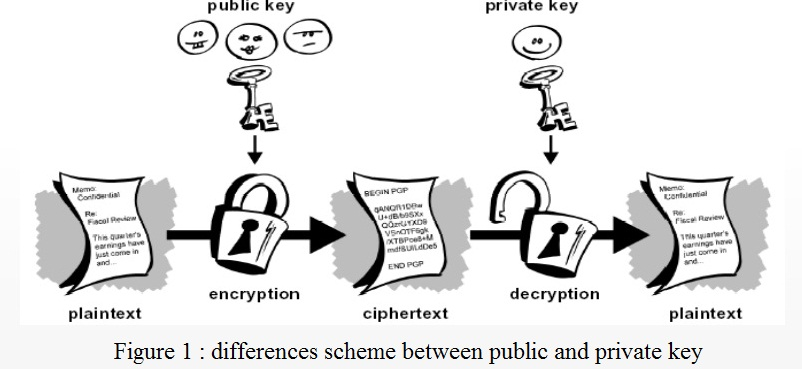 public key
private key
Memo:
Confidential
Re:
Fiscal Review
This quarter's
earnings have
just come in
and...
BEGIN PGP
END PGP
Memo:
Confidential
Re:
Fiscal Review
This quarter's
earnings have
just come in
and...
encryption
decryption
plaintext
ciphertext
plaintext
Figure 1 : differences scheme between public and private key